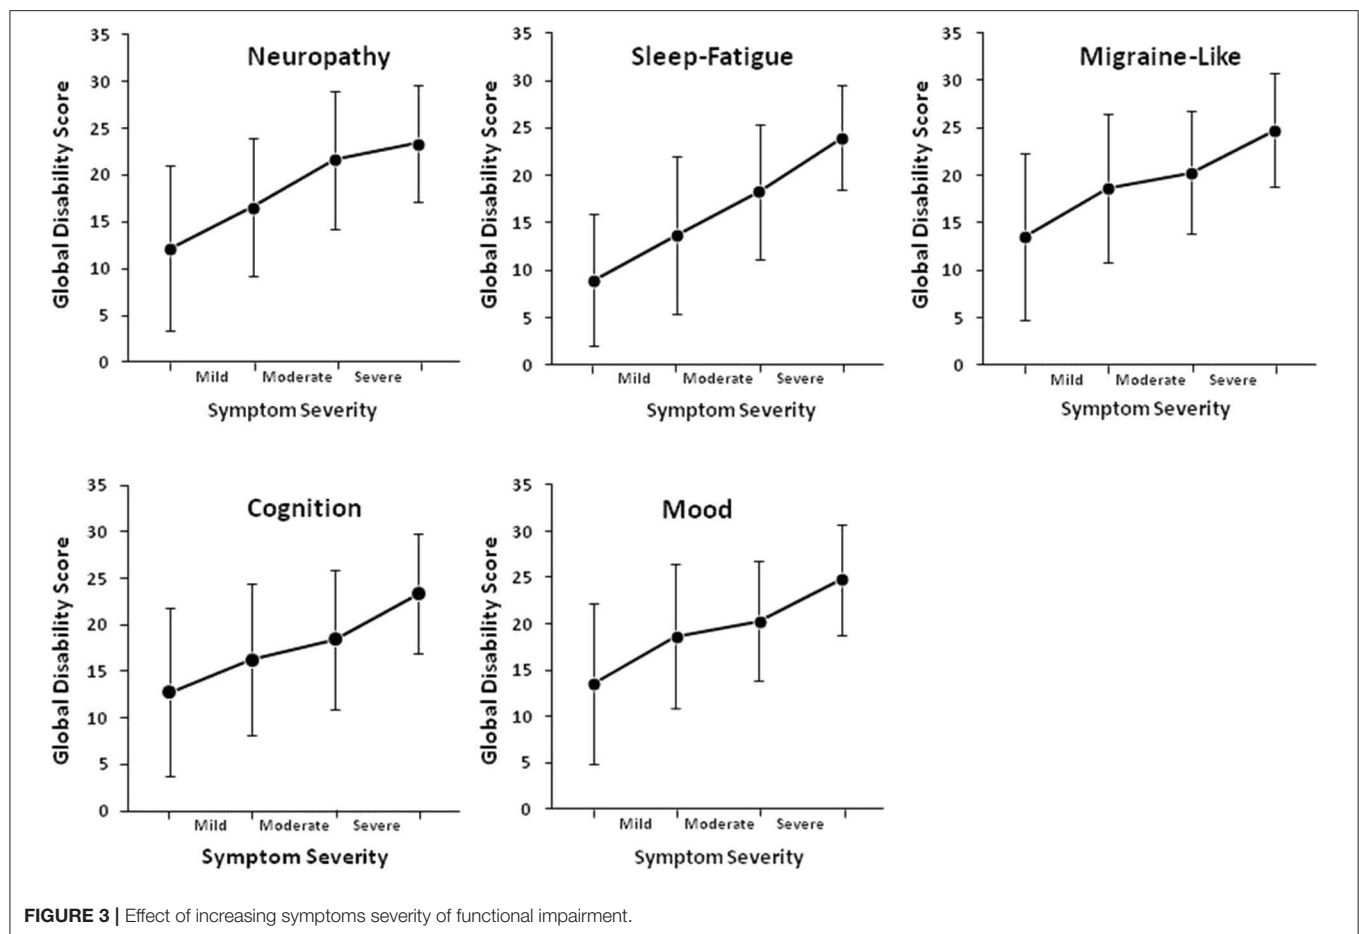 Neuropathy
Global Disability Score
35
30
25
20
15
10
5
0
Mild Moderate Severe
Symptom Severity
Sleep-Fatigue
Global Disability Score
35
30
25
20
15
10
5
0
Mild Moderate Severe
Symptom Severity
Migraine-Like
Global Disability Score
35
30
25
20
15
10
5
0
Mild Moderate Severe
Symptom Severity
Cognition
Global Disability Score
35
30
25
20
15
10
5
0
Mild Moderate Severe
Symptom Severity
Mood
Global Disability Score
35
30
25
20
15
10
5
0
Mild Moderate Severe
Symptom Severity
FIGURE 3 | Effect of increasing symptoms severity of functional impairment.